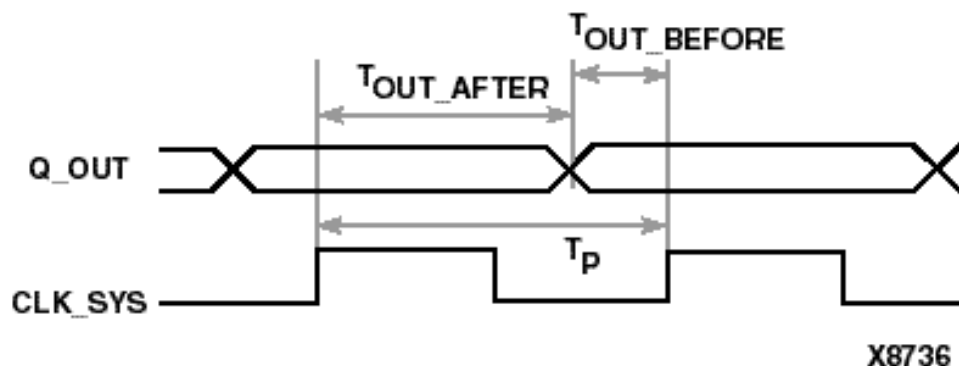 TOUT_BEFORE
TOUT_AFTER
Q_OUT
TP
CLK_SYS
X8736